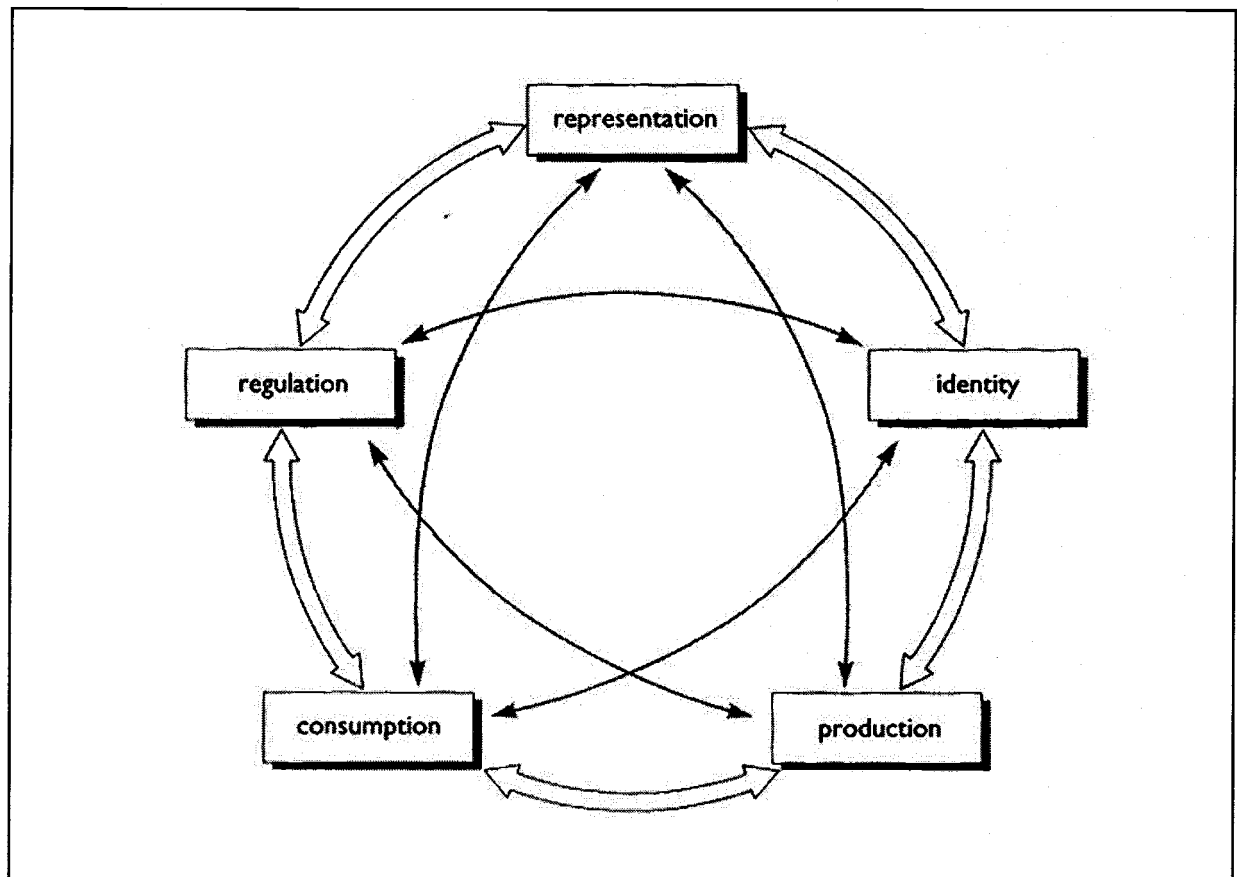 representation
regulation
identity
consumption
production